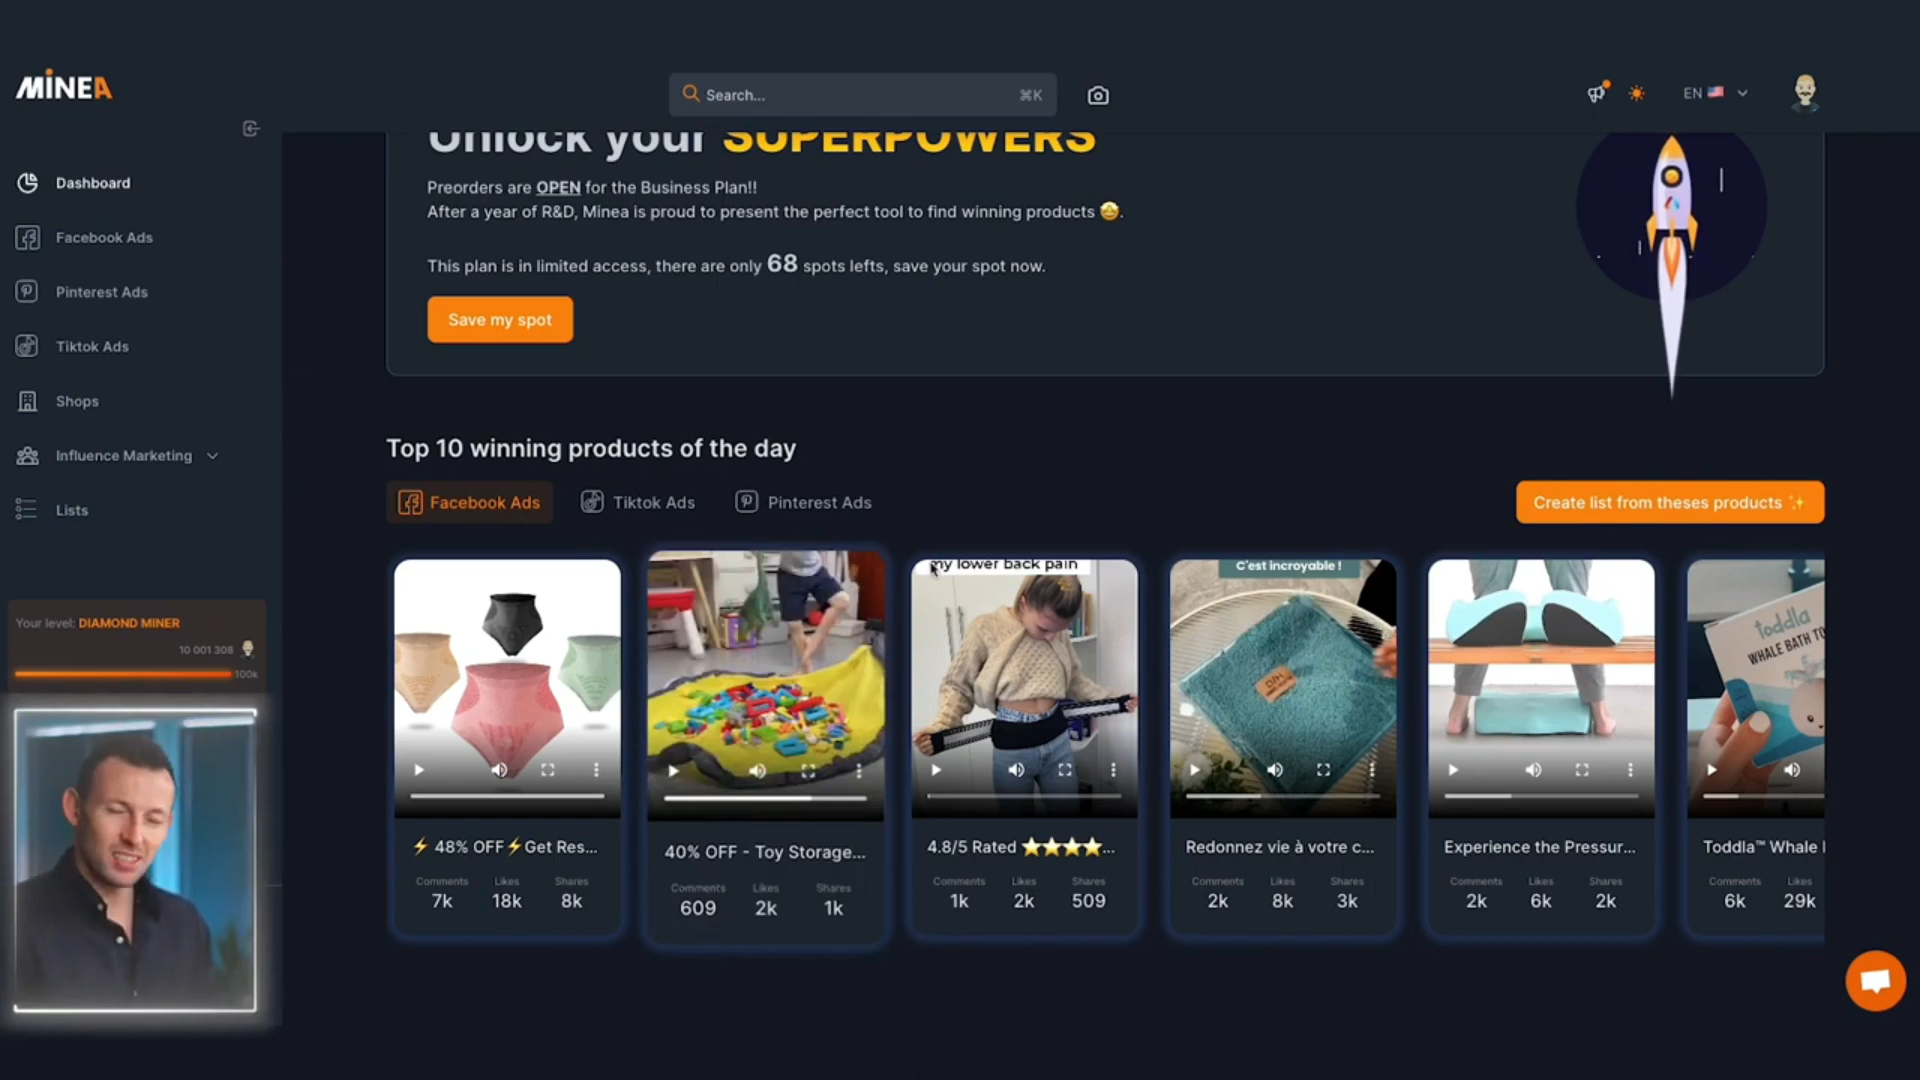 MINEA
Search...
⌘K
EN
Dashboard
Facebook Ads
Pinterest Ads
Tiktok Ads
Shops
Influence Marketing
Lists
Your level: DIAMOND MINER
10 001 308
100k
Unlock your SUPERPOWERS
Preorders are OPEN for the Business Plan!!
After a year of R&D, Minea is proud to present the perfect tool to find winning products 🤩.
This plan is in limited access, there are only 68 spots lefts, save your spot now.
Save my spot
Top 10 winning products of the day
Facebook Ads
Tiktok Ads
Pinterest Ads
Create list from theses products ✨
my lower back pain
C'est incroyable !
Toddla
WHALE BATH TO
⚡ 48% OFF⚡Get Res...
Comments Likes Shares
7k 18k 8k
40% OFF - Toy Storage...
Comments Likes Shares
609 2k 1k
4.8/5 Rated ⭐⭐⭐⭐...
Comments Likes Shares
1k 2k 509
Redonnez vie à votre c...
Comments Likes Shares
2k 8k 3k
Experience the Pressur...
Comments Likes Shares
2k 6k 2k
Toddla™ Whale
Comments Likes
6k 29k